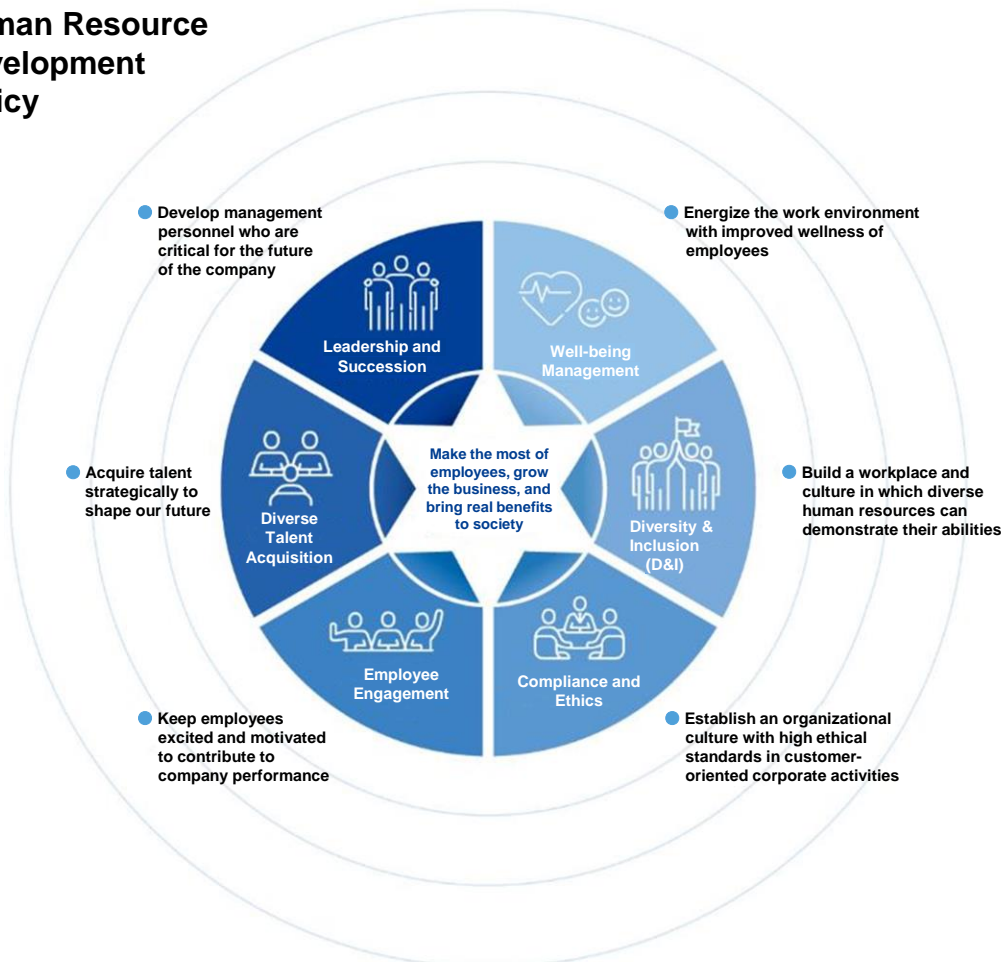 man Resource
velopment
icy
Develop management
personnel who are
critical for the future
of the company
Energize the work environment
with improved wellness of
employees
Leadership and
Succession
Well-being
Management
Make the most of
employees, grow
the business, and
bring real benefits
to society
Acquire talent
strategically to
shape our future
Diverse
Talent
Acquisition
Diversity &
Inclusion
(D&I)
Build a workplace and
culture in which diverse
human resources can
demonstrate their abilities
Employee
Engagement
Compliance and
Ethics
Keep employees
excited and motivated
to contribute to
company performance
Establish an organizational
culture with high ethical
standards in customer-
oriented corporate activities